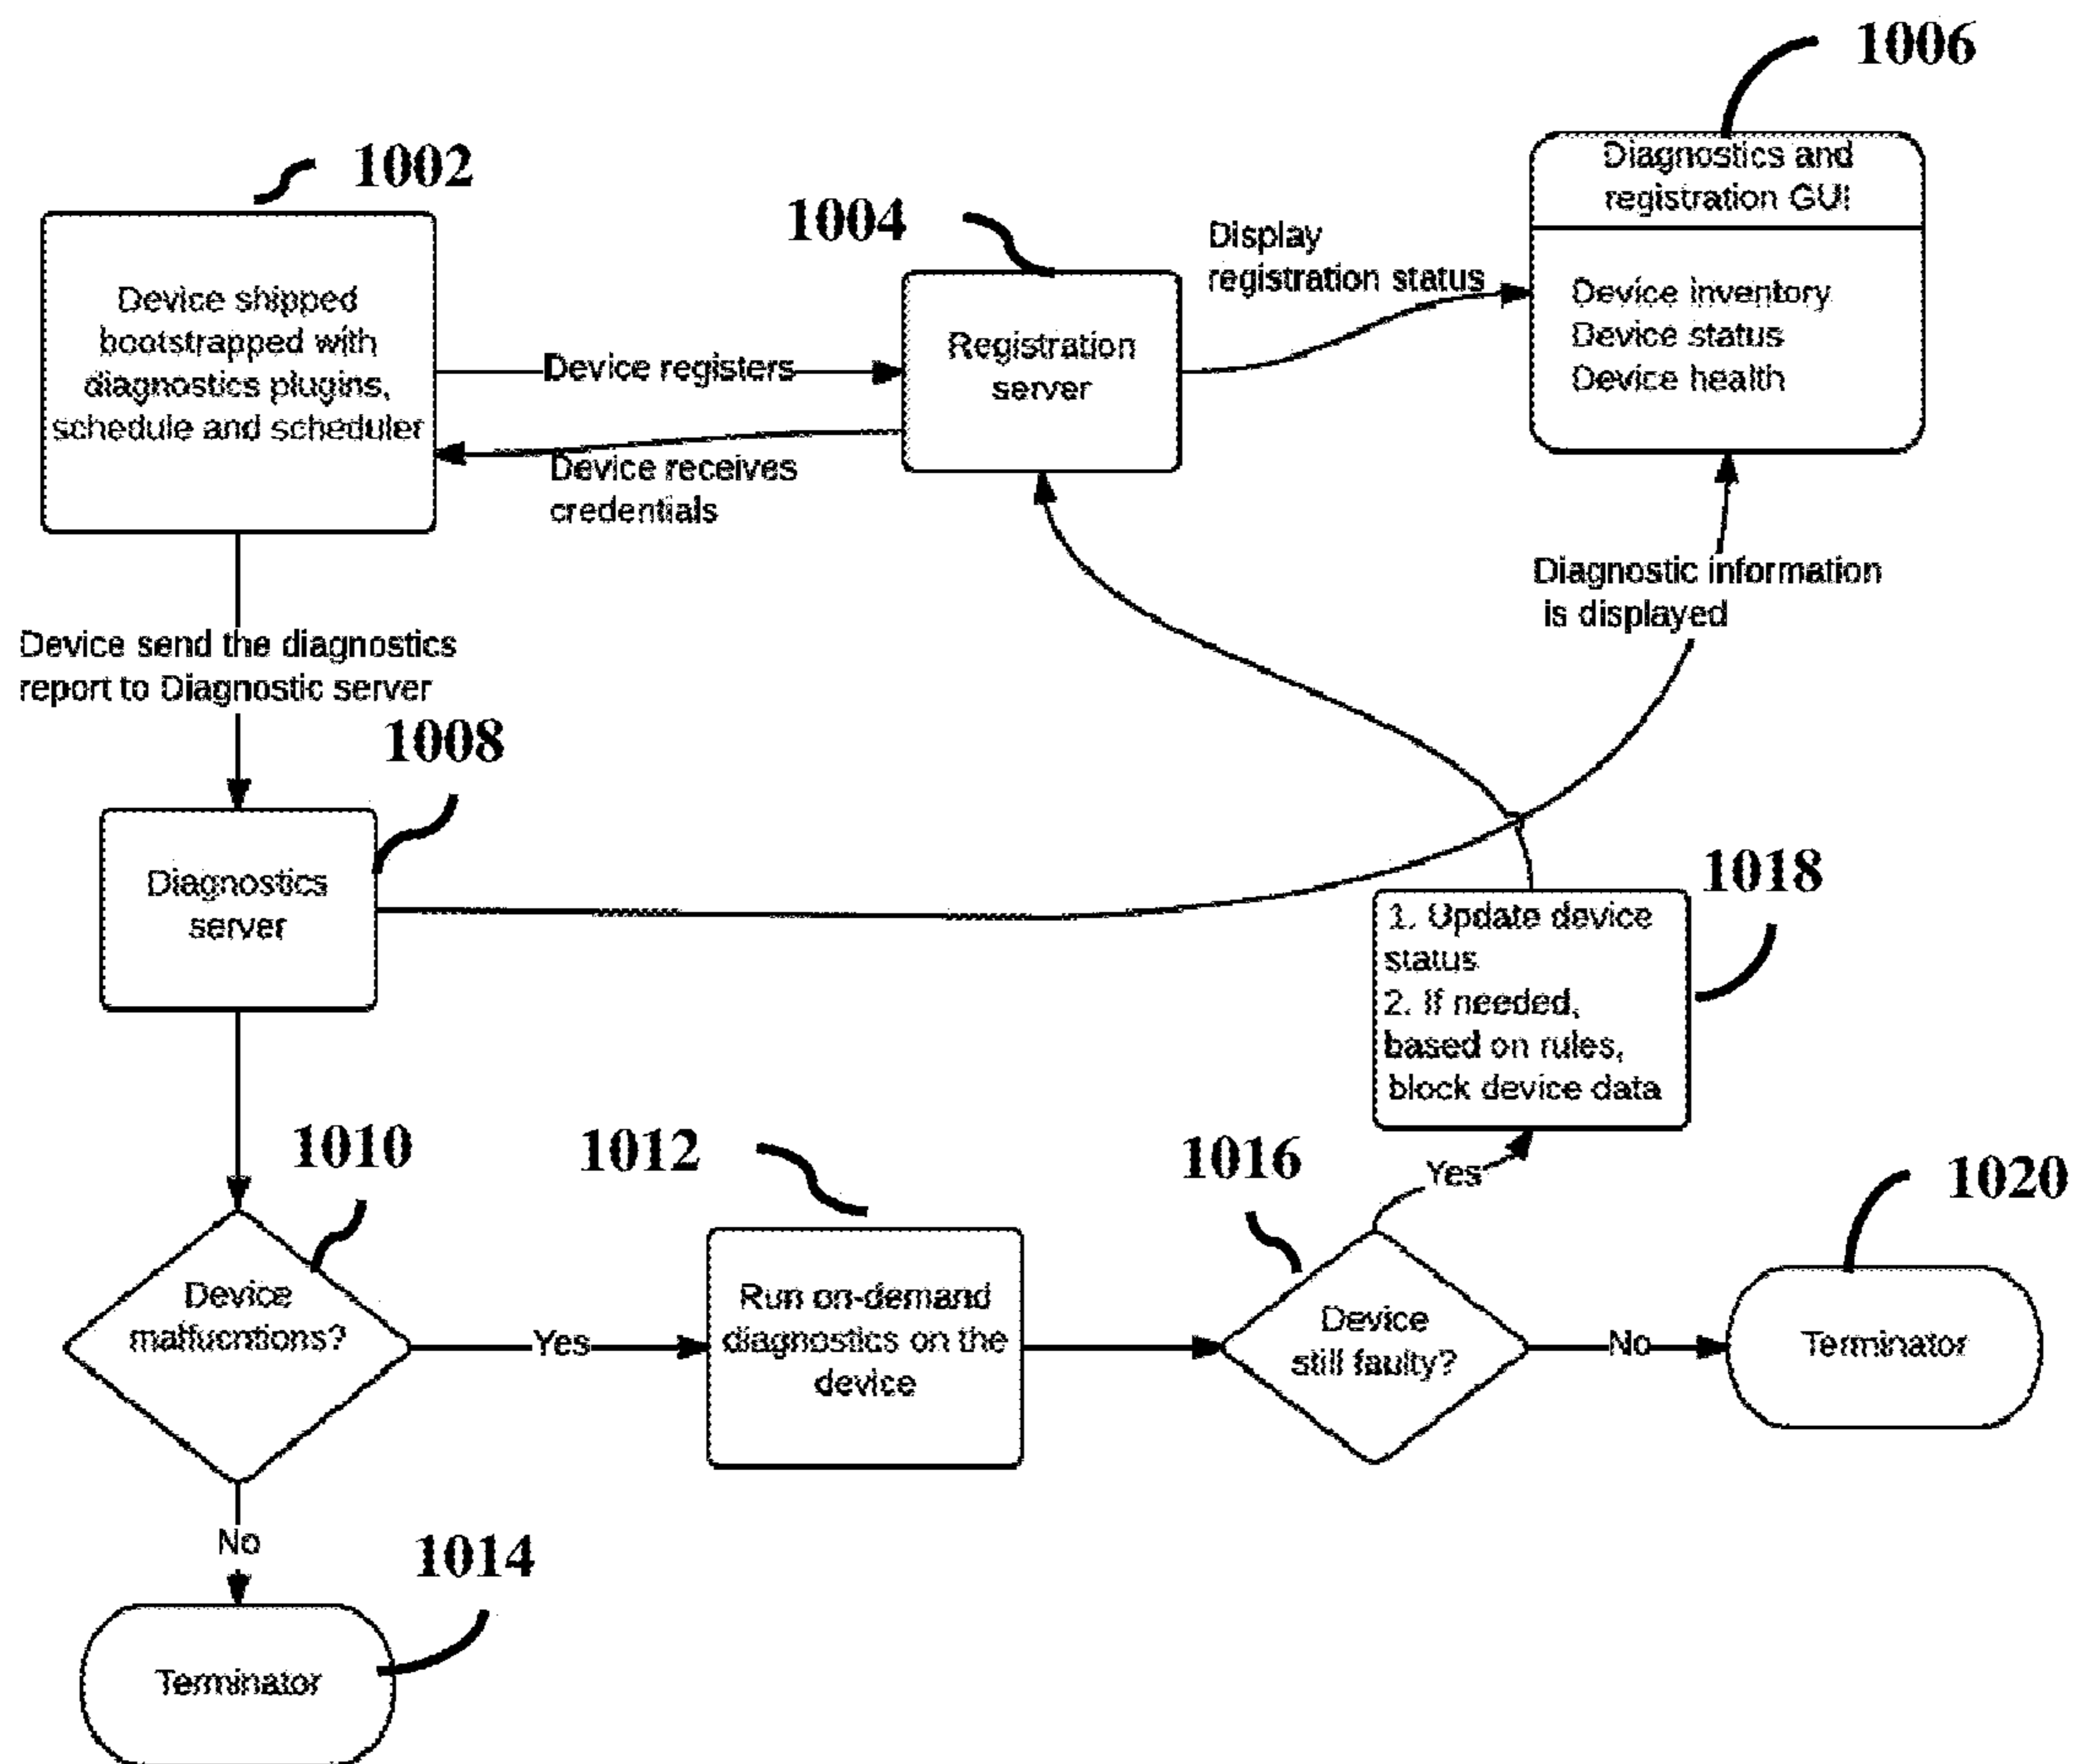 1006
1002
Diagnostics and
registration GUI
1004
Display
registration status
Device shipped
bootstrapped with
diagnostics plugins,
schedule and scheduler
Device registers
Registration
server
Device inventory
Device status
Device health
Device receives
credentials
Diagnostic information
is displayed
Device send the diagnostics
report to Diagnostic server
1008
Diagnostics
server
1018
1. Update device
status
2. If needed,
based on rules,
block device data
1010
1012
1016
Yes
1020
Device
malfucntions?
Yes
Run on-demand
diagnostics on the
device
Device
still faulty?
No
Terminator
No
1014
Terminator